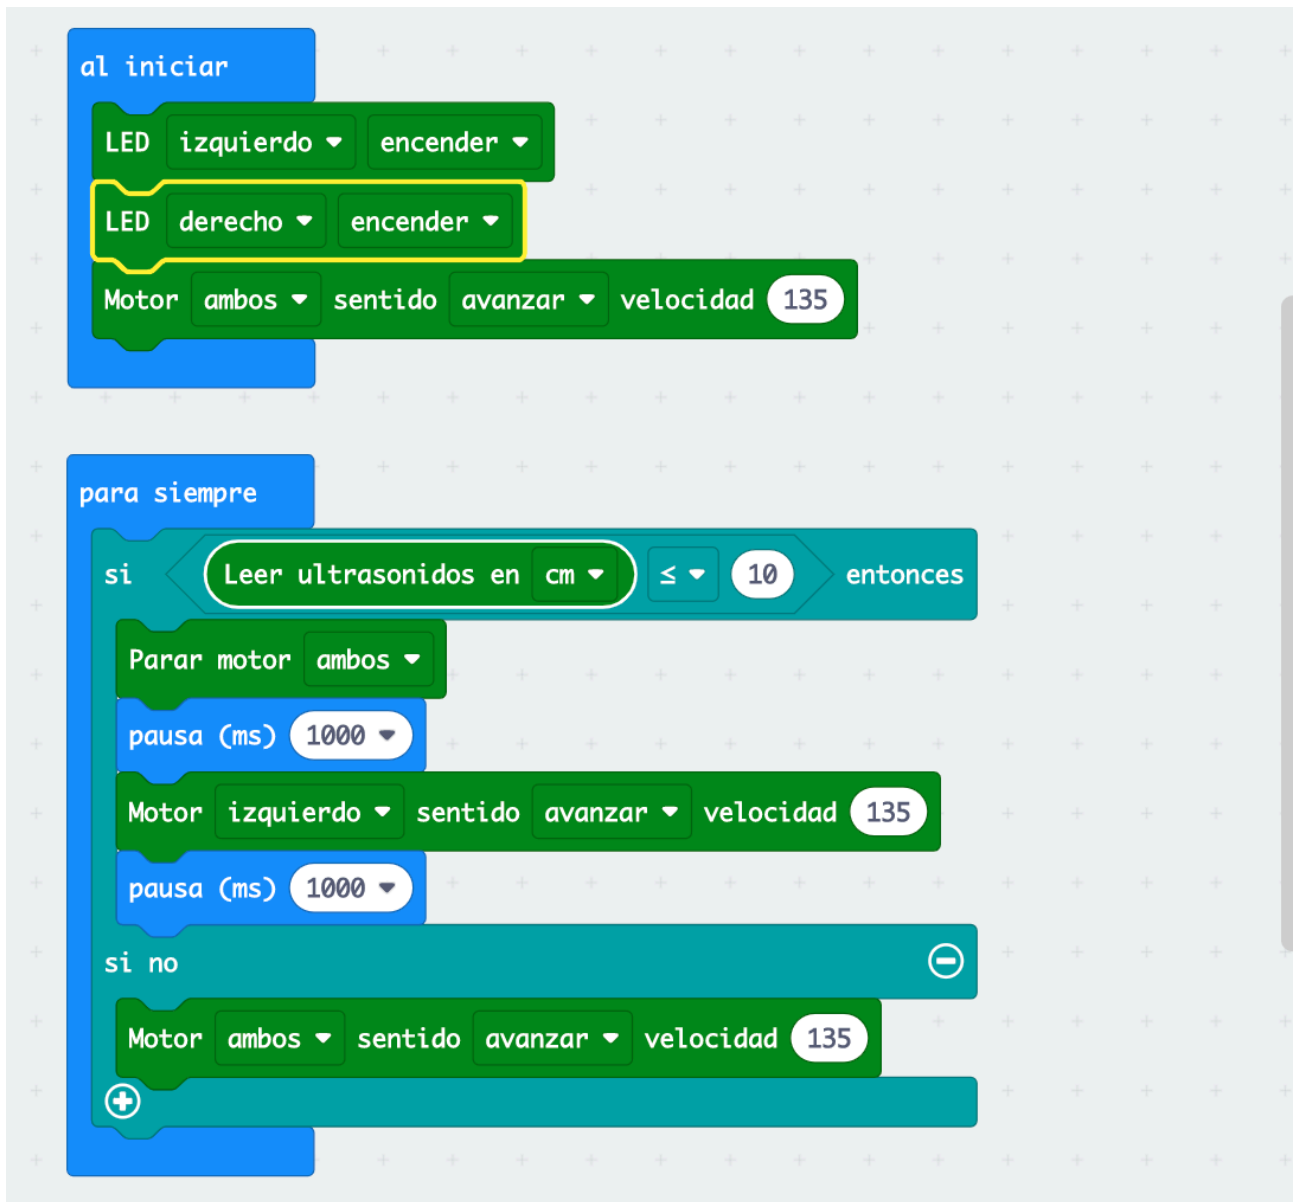 al iniciar
LED izquierdo encender
LED derecho encender
Motor ambos sentido avanzar velocidad 135
para siempre
si Leer ultrasonidos en cm ≤ 10 entonces
Parar motor ambos
pausa (ms) 1000
Motor izquierdo sentido avanzar velocidad 135
pausa (ms) 1000
si no
Motor ambos sentido avanzar velocidad 135